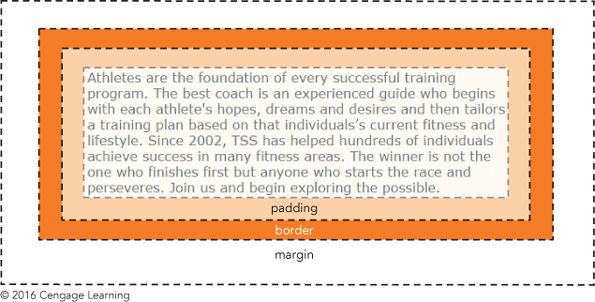 Athletes are the foundation of every successful training
program. The best coach is an experienced guide who begins
with each athlete's hopes, dreams and desires and then tailors
a training plan based on that individuals’s current fitness and
lifestyle. Since 2002, TSS has helped hundreds of individuals
achieve success in many fitness areas. The winner is not the
one who finishes first but anyone who starts the race and
perseveres. Join us and begin exploring the possible.
padding
border
margin
© 2016 Cengage Learning